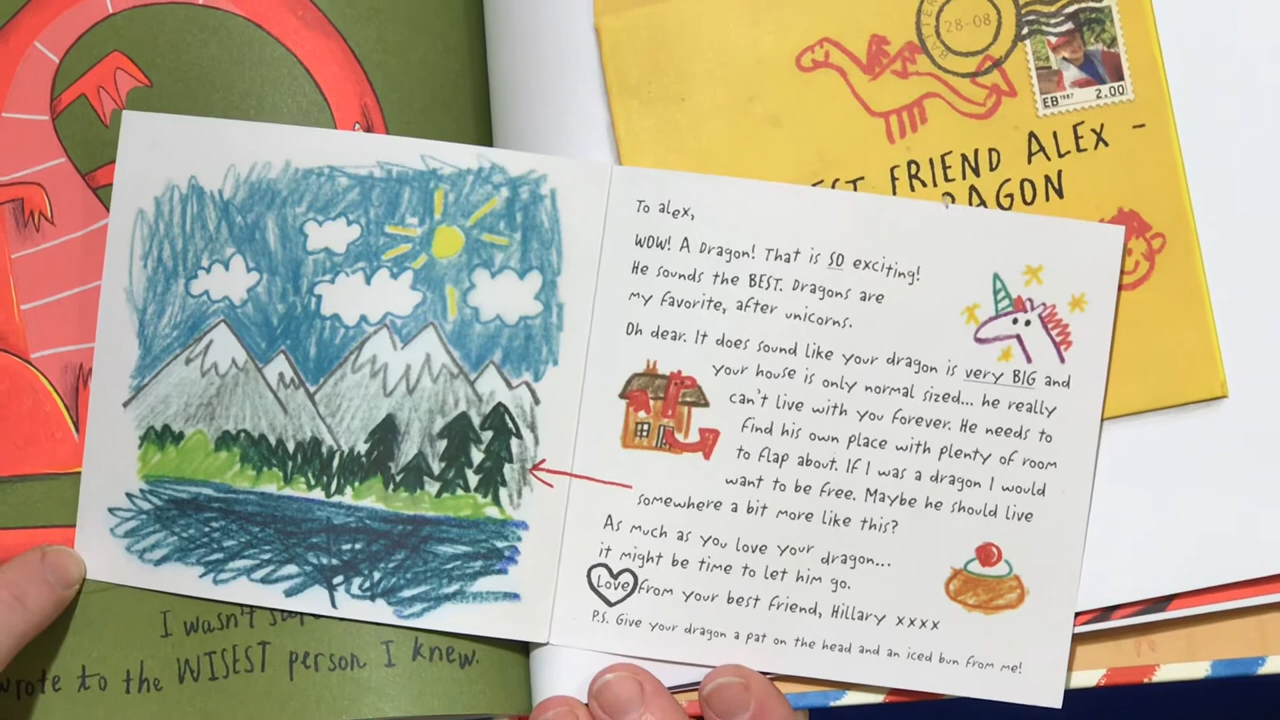 BATTER
28-08
EB 1987 2.00
FRIEND ALEX -
To alex,
WOW! A Dragon! That is SO exciting!
He sounds the BEST. Dragons are
my favorite, after unicorns.
Oh dear. It does sound like your dragon is very BIG and
your house is only normal sized... he really
can't live with you forever. He needs to
find his own place with plenty of room
to flap about. If I was a dragon I would
want to be free. Maybe he should live
somewhere a bit more like this?
As much as you love your dragon...
it might be time to let him go.
Love from your best friend, Hillary xxxx
P.S. Give your dragon a pat on the head and an iced bun from me!
I wasn't
wrote to the WISEST person I knew.